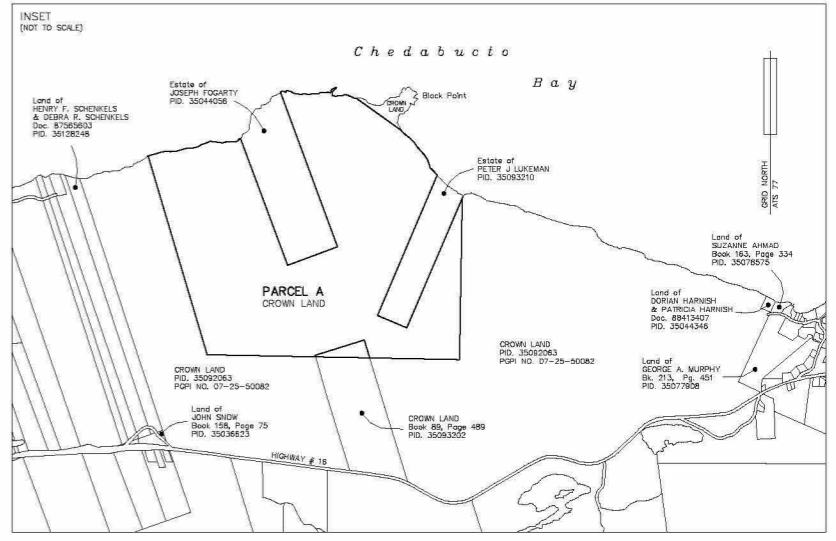 INSET
(NOT TO SCALE)
Chedabucto
Bay
Estate of
JOSEPH FOGARTY
PID. 35044056
Black Point
CROWN
LAND
Land of
HENRY F. SCHENKELS
& DEBRA R. SCHENKELS
Doc. 87565603
PID. 35128248
Estate of
PETER J LUKEMAN
PID. 35093210
GRID NORTH
ATS 77
Land of
SUZANNE AHMAD
Book 163, Page 334
PID. 35078575
PARCEL A
CROWN LAND
Land of
DORIAN HARNISH
& PATRICIA HARNISH
Doc. 88413407
PID. 35044346
CROWN LAND
PID. 35092063
PGPI NO. 07-25-50082
CROWN LAND
PID. 35092063
PGPI NO. 07-25-50082
Land of
GEORGE A. MURPHY
Bk. 213, Pg. 451
PID. 35077908
Land of
JOHN SNOW
Book 158, Page 75
PID. 35036623
CROWN LAND
Book 89, Page 489
PID. 35093202
HIGHWAY # 16